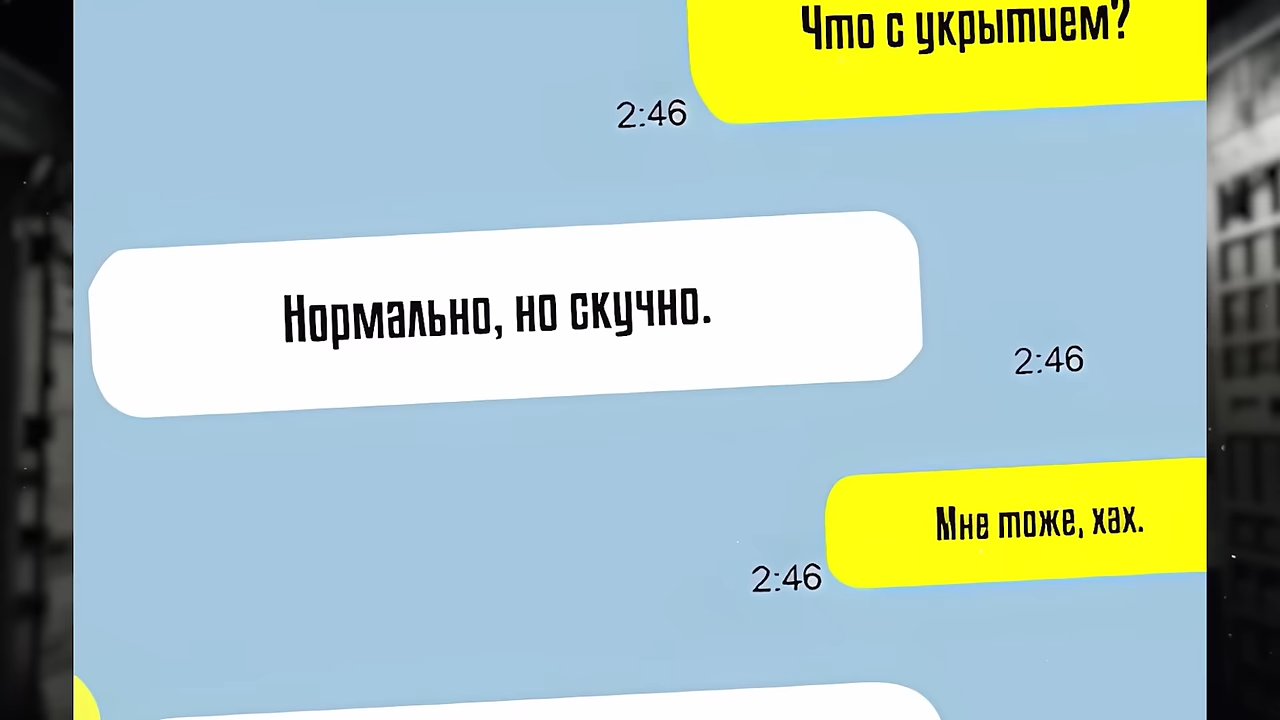 Что с укрытием?
2:46
Нормально, но скучно.
2:46
Мне тоже, хах.
2:46